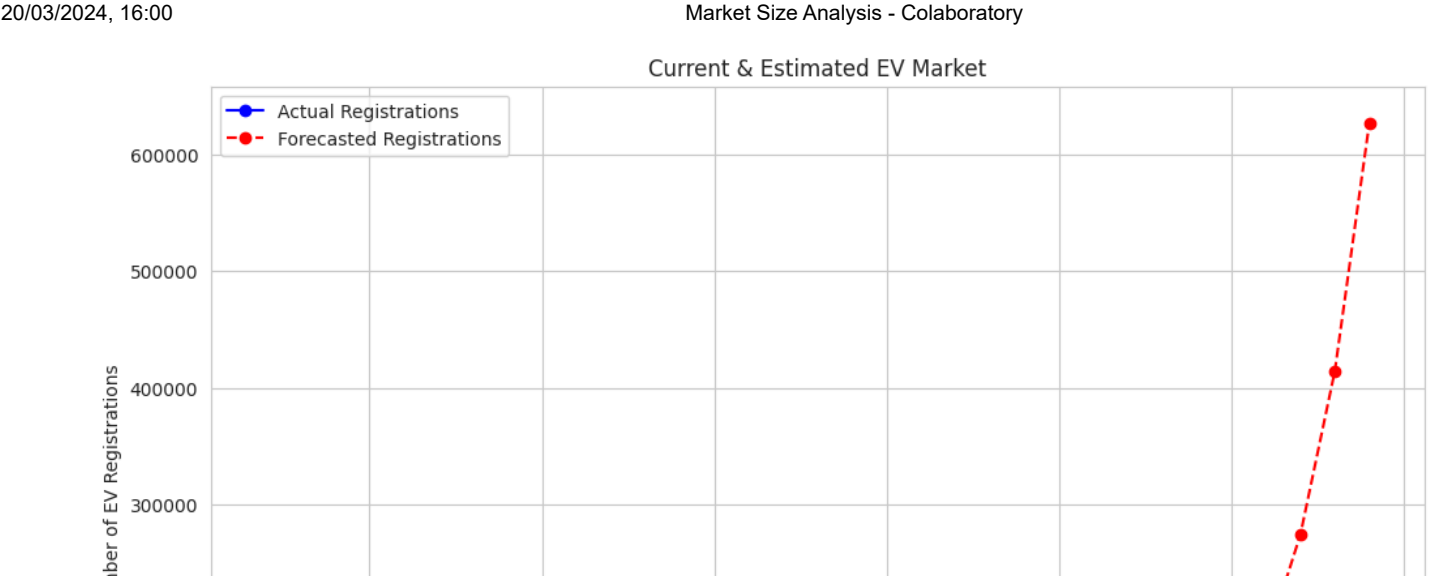 20/03/2024, 16:00 Market Size Analysis - Colaboratory
Current & Estimated EV Market
Actual Registrations
Forecasted Registrations
600000
500000
400000
300000
of EV Registrations